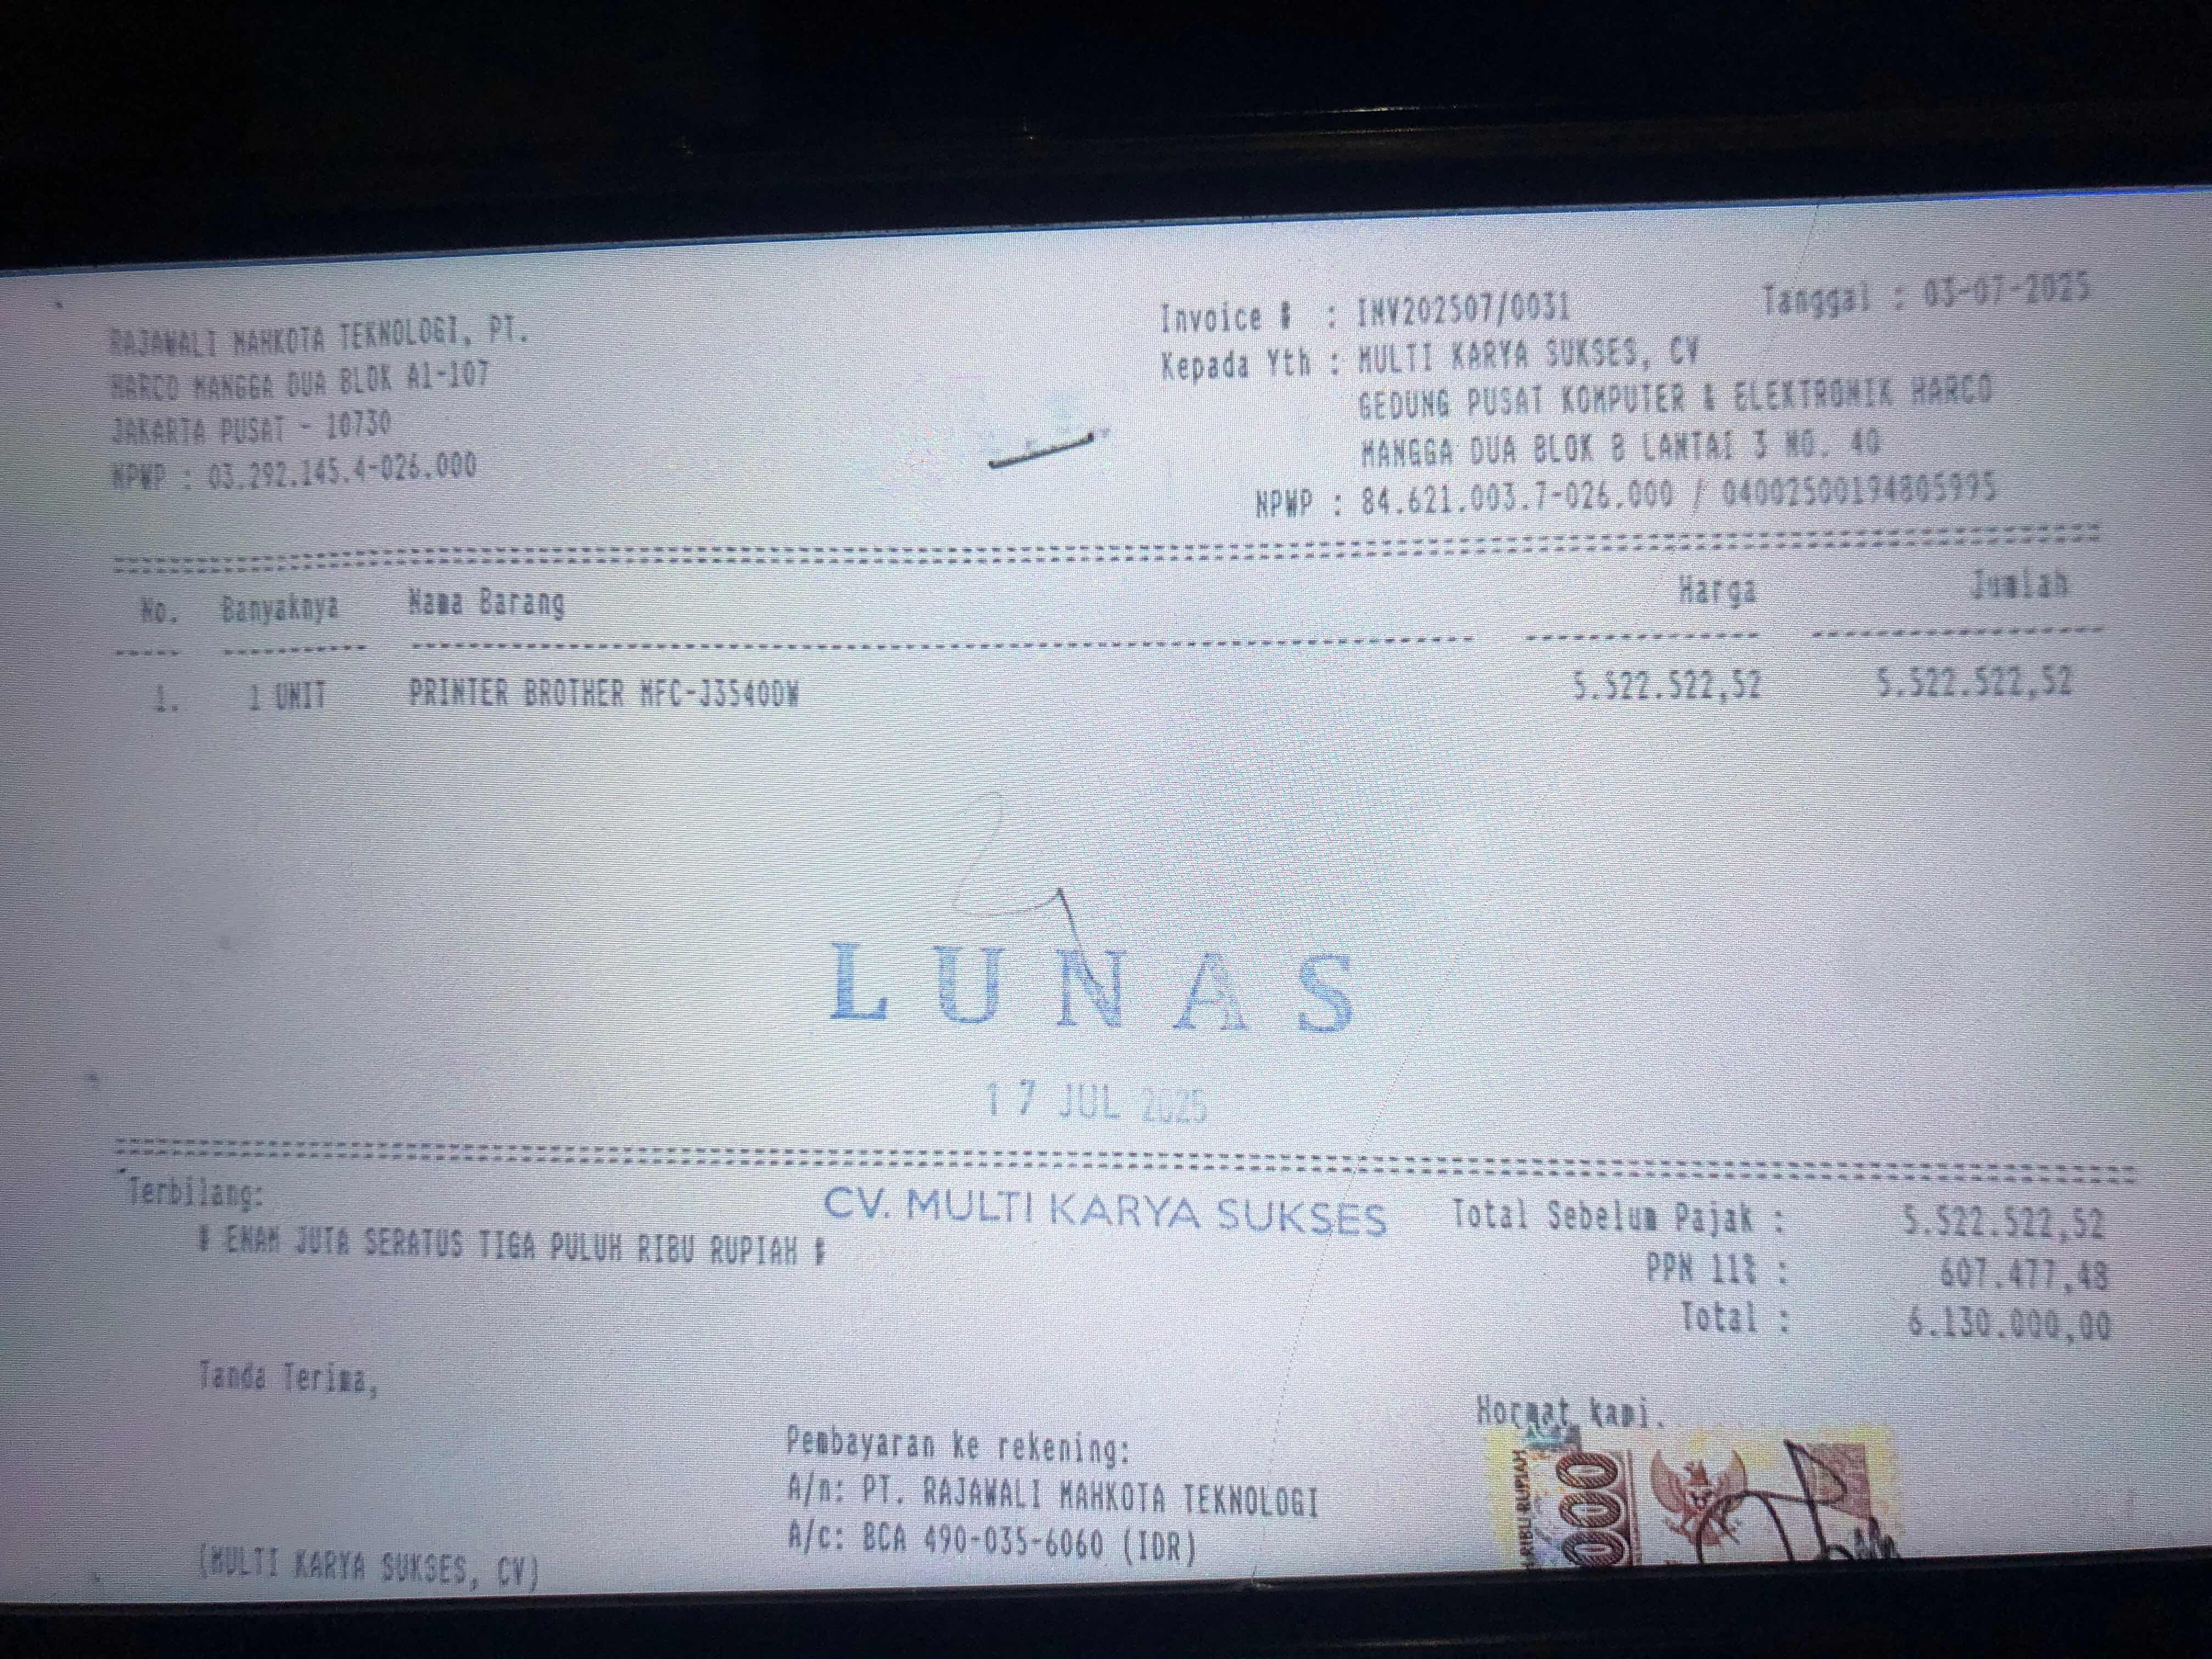 RAJAWALI MAHKOTA TEKNOLOGI, PT.
HARCO MANGGA DUA BLOK A1-107
JAKARTA PUSAT - 10730
NPWP : 03.292.145.4-026.000
Invoice # : INV202507/0031 Tanggal : 03-07-2025
Kepada Yth : MULTI KARYA SUKSES, CV
GEDUNG PUSAT KOMPUTER & ELEKTRONIK HARCO
MANGGA DUA BLOK B LANTAI 3 NO. 40
NPWP : 84.621.003.7-026.000 / 04002500194805995
No. Banyaknya Nama Barang Harga Jumlah
1. 1 UNIT PRINTER BROTHER MFC-J3540DW 5.522.522,52 5.522.522,52
LUNAS
17 JUL 2025
CV. MULTI KARYA SUKSES
Terbilang:
# ENAM JUTA SERATUS TIGA PULUH RIBU RUPIAH #
Total Sebelum Pajak : 5.522.522,52
PPN 11% : 607.477,48
Total : 6.130.000,00
Tanda Terima,
(MULTI KARYA SUKSES, CV)
Pembayaran ke rekening:
A/n: PT. RAJAWALI MAHKOTA TEKNOLOGI
A/c: BCA 490-035-6060 (IDR)
Hormat kami.
RIBU RUPIAH
000